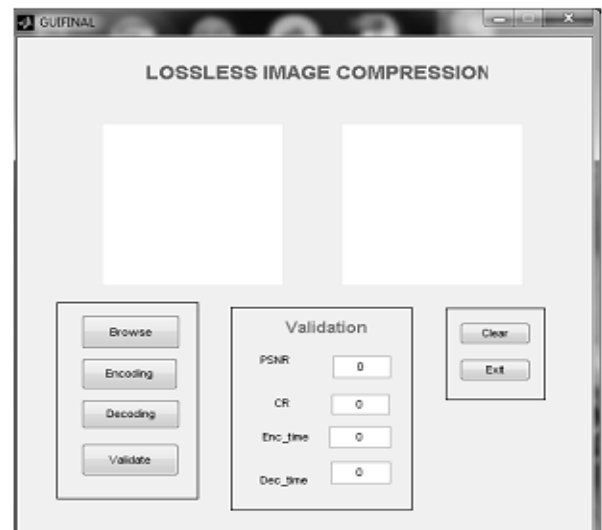 GUIFINAL
LOSSLESS IMAGE COMPRESSION
Browse
Encoding
Decoding
Validate
Validation
PSNR 0
CR 0
Enc_time 0
Dec_time 0
Clear
Exit